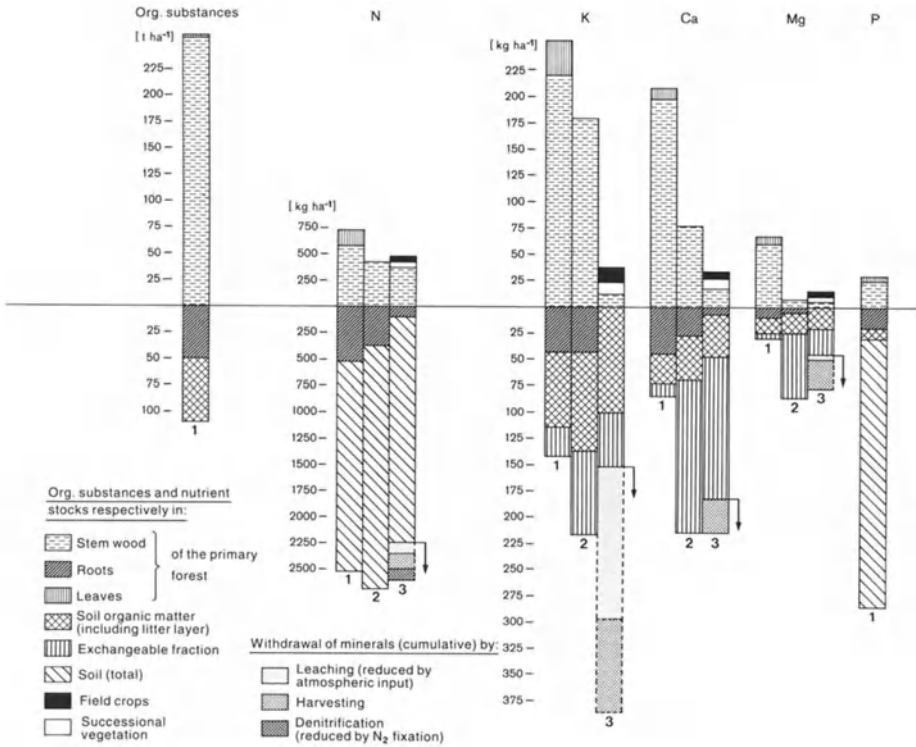 Org. substances
N
K
Ca
Mg
P
[t ha⁻¹]
225
200
175
150
125
100
75
50
25
25
50
75
100
1
[kg ha⁻¹]
750
500
250
250
500
750
1000
1250
1500
1750
2000
2250
2500
1
2
3
[kg ha⁻¹]
225
200
175
150
125
100
75
50
25
25
50
75
100
125
150
175
200
225
250
275
300
325
350
375
1
2
3
1
2
3
1
2
3
1
Org. substances and nutrient
stocks respectively in:
Stem wood
Roots
Leaves
of the primary
forest
Soil organic matter
(including litter layer)
Exchangeable fraction
Soil (total)
Field crops
Successional
vegetation
Withdrawal of minerals (cumulative) by:
Leaching (reduced by
atmospheric input)
Harvesting
Denitrification
(reduced by N₂ fixation)